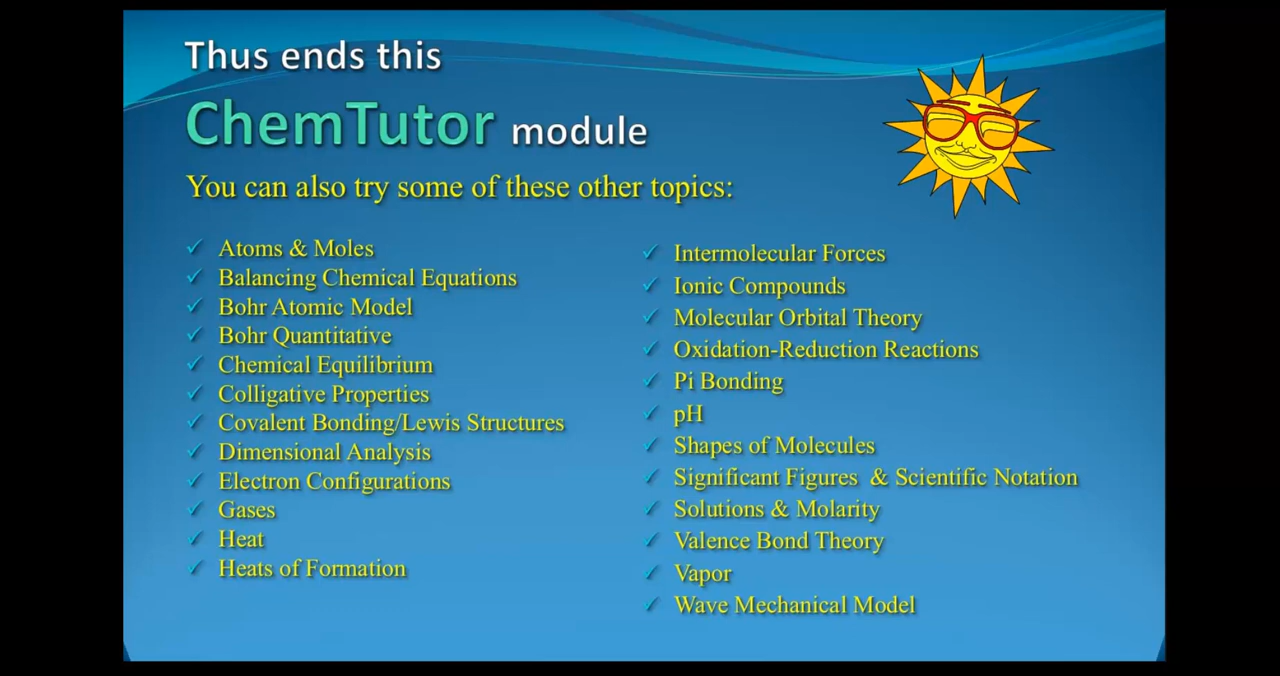 Thus ends this
ChemTutor module
You can also try some of these other topics:
Atoms & Moles
Balancing Chemical Equations
Bohr Atomic Model
Bohr Quantitative
Chemical Equilibrium
Colligative Properties
Covalent Bonding/Lewis Structures
Dimensional Analysis
Electron Configurations
Gases
Heat
Heats of Formation
Intermolecular Forces
Ionic Compounds
Molecular Orbital Theory
Oxidation-Reduction Reactions
Pi Bonding
pH
Shapes of Molecules
Significant Figures & Scientific Notation
Solutions & Molarity
Valence Bond Theory
Vapor
Wave Mechanical Model